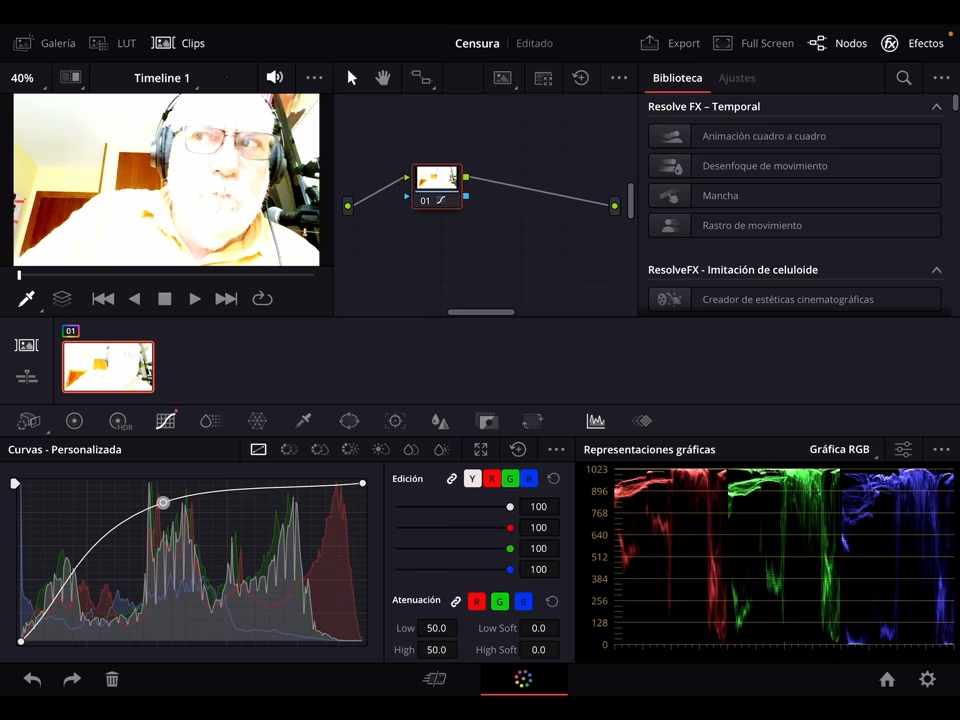 Galería LUT Clips Censura Editado Export Full Screen Nodos Efectos
40% Timeline 1 Biblioteca Ajustes
Resolve FX – Temporal
Animación cuadro a cuadro
Desenfoque de movimiento
Mancha
Rastro de movimiento
ResolveFX - Imitación de celuloide
Creador de estéticas cinematográficas
01
01
HDR
Curvas - Personalizada
Edición Y R G B
100
100
100
100
Atenuación R G B
Low 50.0 Low Soft 0.0
High 50.0 High Soft 0.0
Representaciones gráficas Gráfica RGB
1023
896
768
640
512
384
256
128
0